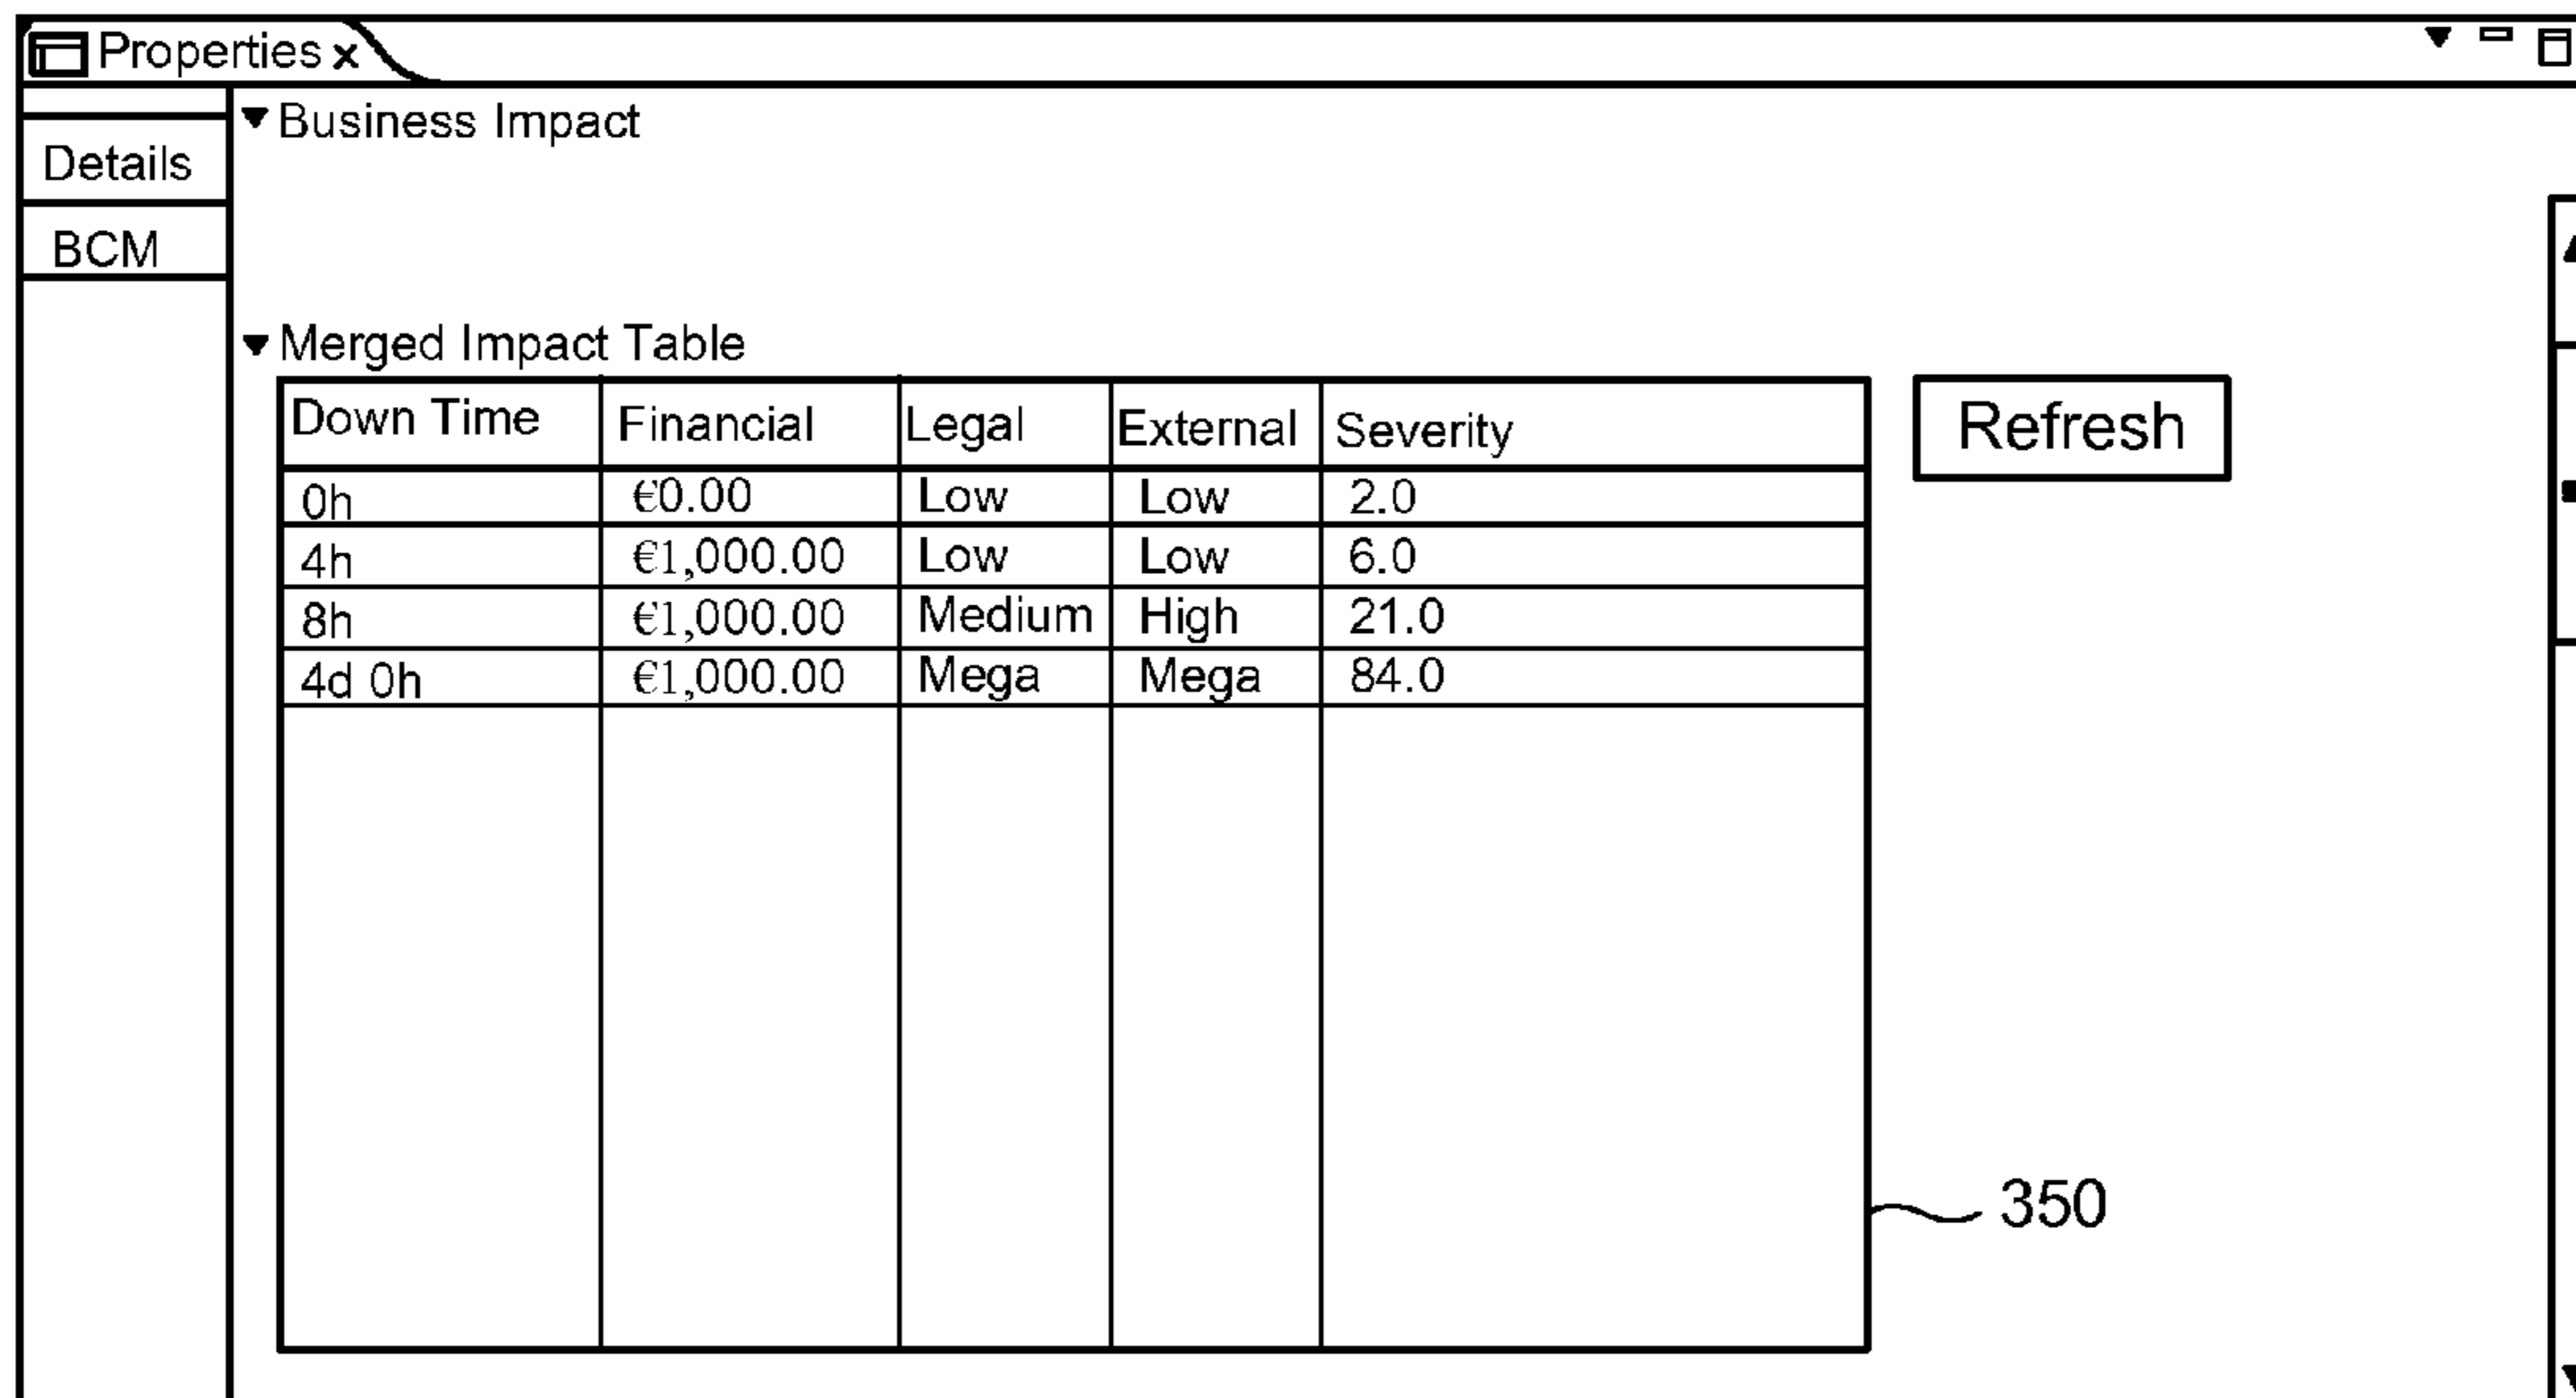 Properties x
Business Impact
Details
BCM
Merged Impact Table
Down Time Financial Legal External Severity
Refresh
0h €0.00 Low Low 2.0
4h €1,000.00 Low Low 6.0
8h €1,000.00 Medium High 21.0
4d 0h €1,000.00 Mega Mega 84.0
350